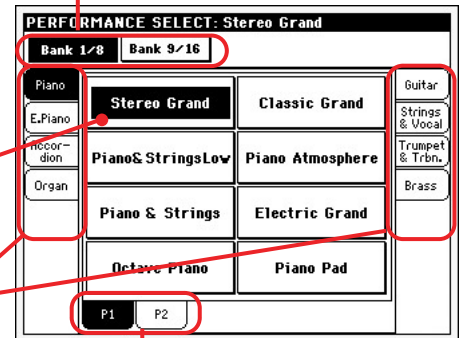 PERFORMANCE SELECT: Stereo Grand
Bank 1/8 Bank 9/16
Piano
E.Piano
Accor-
dion
Organ
Stereo Grand Classic Grand
Piano& StringsLow Piano Atmosphere
Piano & Strings Electric Grand
Octave Piano Piano Pad
Guitar
Strings
& Vocal
Trumpet
& Trbn.
Brass
P1 P2